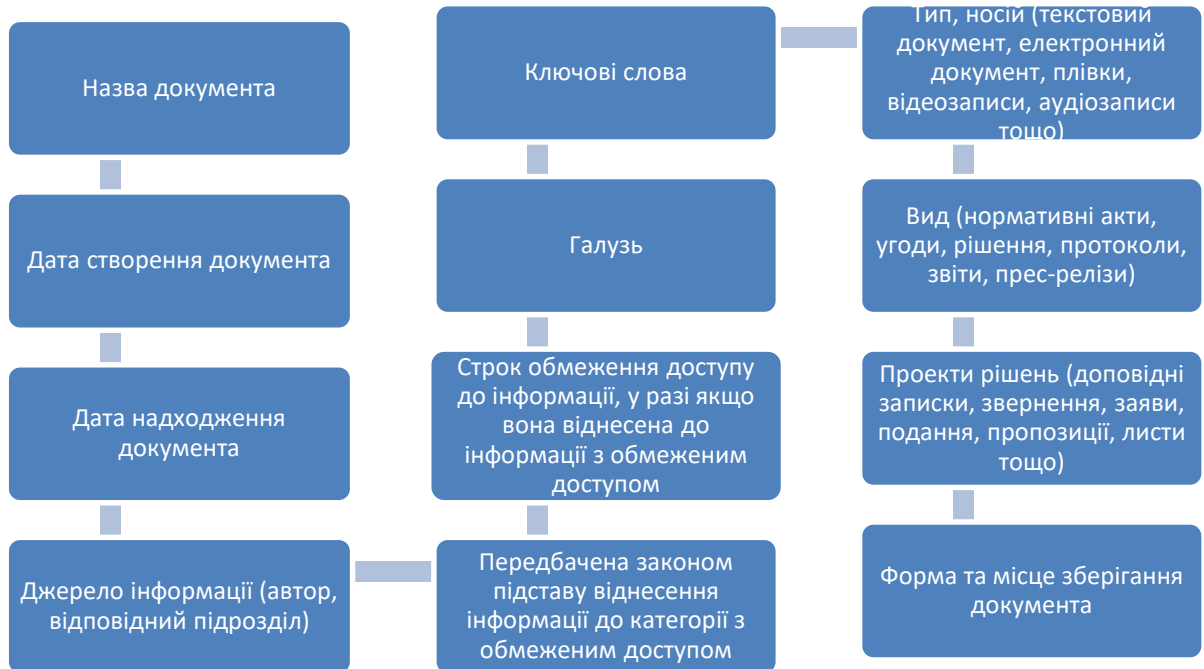 Назва документа
Дата створення документа
Дата надходження
документа
Джерело інформації (автор,
відповідний підрозділ)
Передбачена законом
підставу віднесення
інформації до категорії з
обмеженим доступом
Строк обмеження доступу
до інформації, у разі якщо
вона віднесена до
інформації з обмеженим
доступом
Галузь
Ключові слова
Тип, носій (текстовий
документ, електронний
документ, плівки,
відеозаписи, аудіозаписи
тощо)
Вид (нормативні акти,
угоди, рішення, протоколи,
звіти, прес-релізи)
Проекти рішень (доповідні
записки, звернення, заяви,
подання, пропозиції, листи
тощо)
Форма та місце зберігання
документа